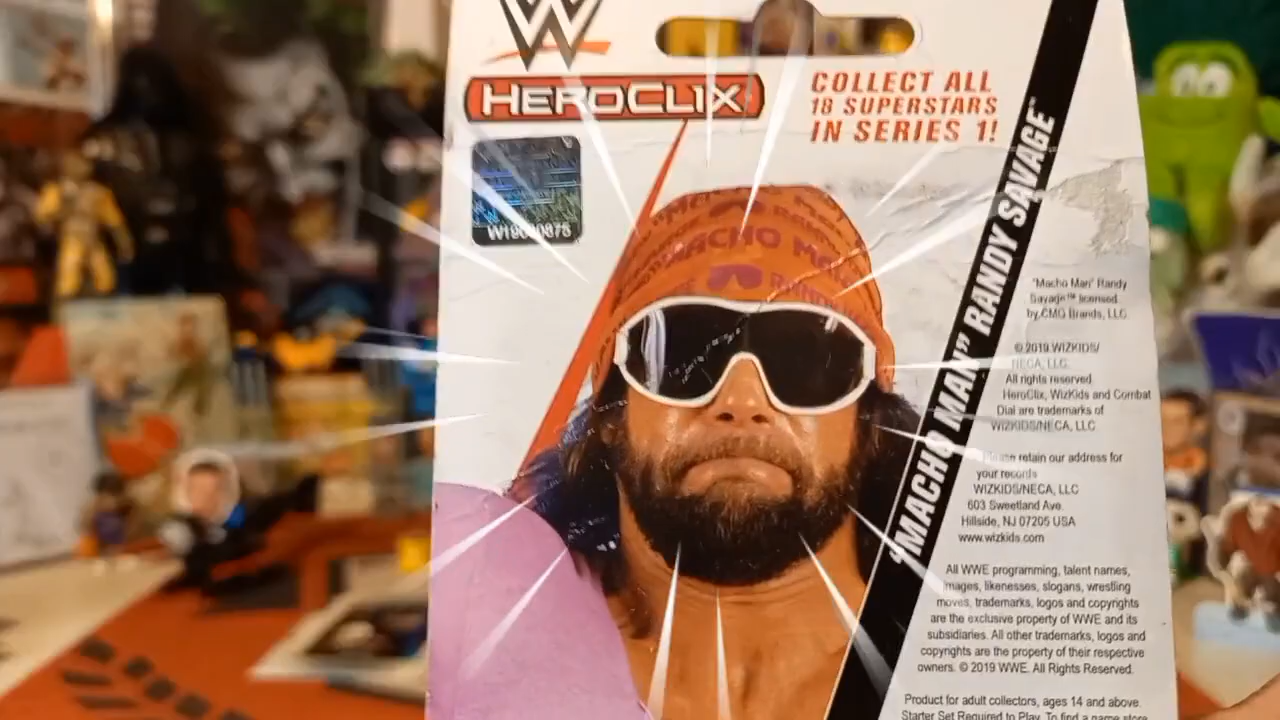 W
HEROCLIX
COLLECT ALL
18 SUPERSTARS
IN SERIES 1!
MACHO
"MACHO MAN" RANDY SAVAGE™
"Macho Man" Randy
Savage™ licensed
by CMG Brands, LLC.
© 2019 WIZKIDS/
NECA, LLC.
All rights reserved.
HeroClix, WizKids and Combat
Dial are trademarks of
WIZKIDS/NECA, LLC
Please retain our address for
your records
WIZKIDS/NECA, LLC
603 Sweetland Ave.
Hillside, NJ 07205 USA
www.wizkids.com
All WWE programming, talent names,
images, likenesses, slogans, wrestling
moves, trademarks, logos and copyrights
are the exclusive property of WWE and its
subsidiaries. All other trademarks, logos and
copyrights are the property of their respective
owners. © 2019 WWE. All Rights Reserved.
Product for adult collectors, ages 14 and above.
Starter Set Required to Play. To find a game store